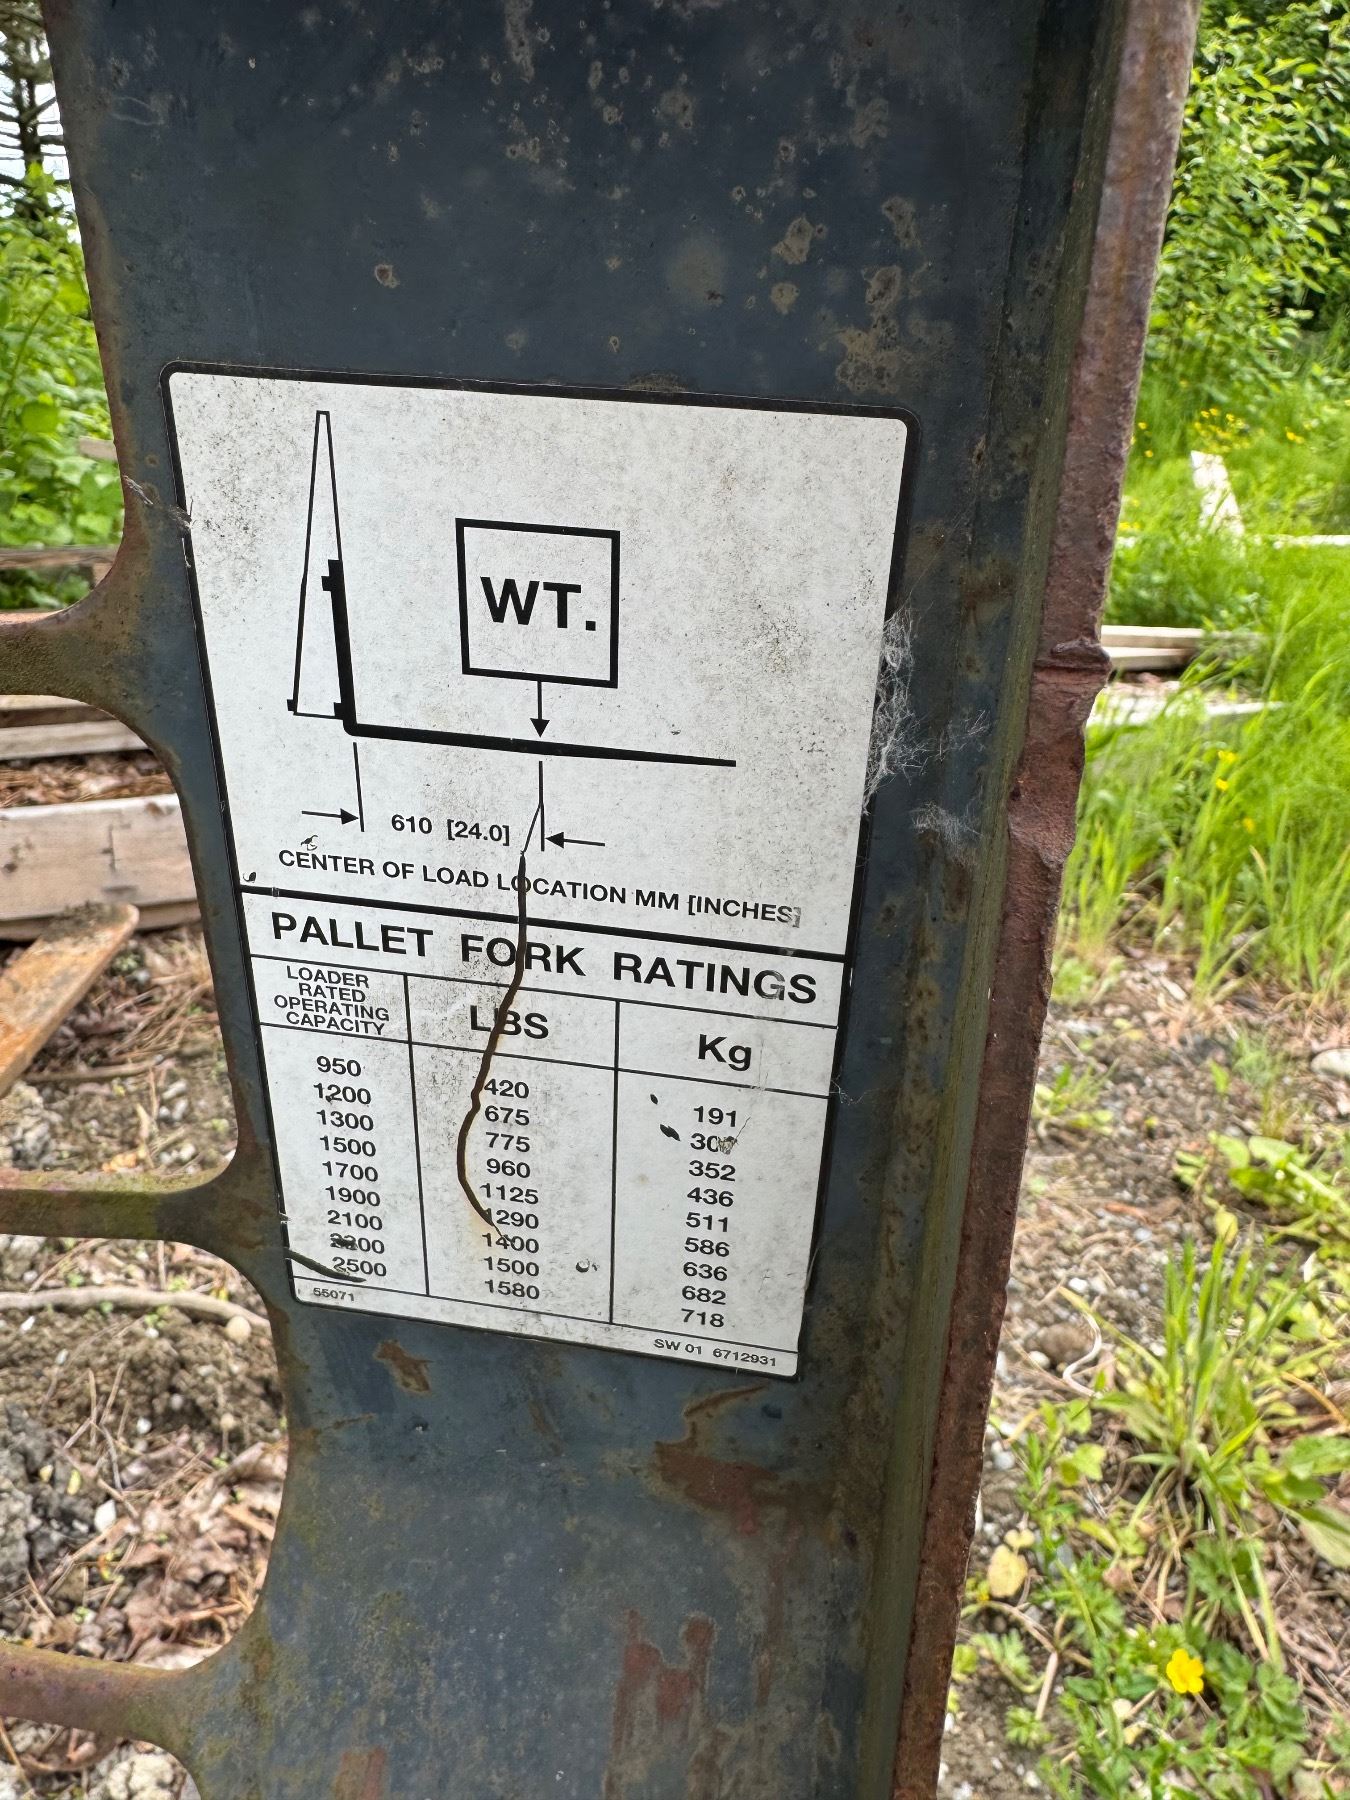 WT.
610 [24.0]
CENTER OF LOAD LOCATION MM [INCHES]
PALLET FORK RATINGS
LOADER
RATED
OPERATING
CAPACITY
LBS
Kg
950 420 191
1200 675
1300 775 352
1500 960 436
1700 1125 511
1900 1290 586
2100 1400 636
1500 682
2500 1580 718
55071
SW 01 6712931